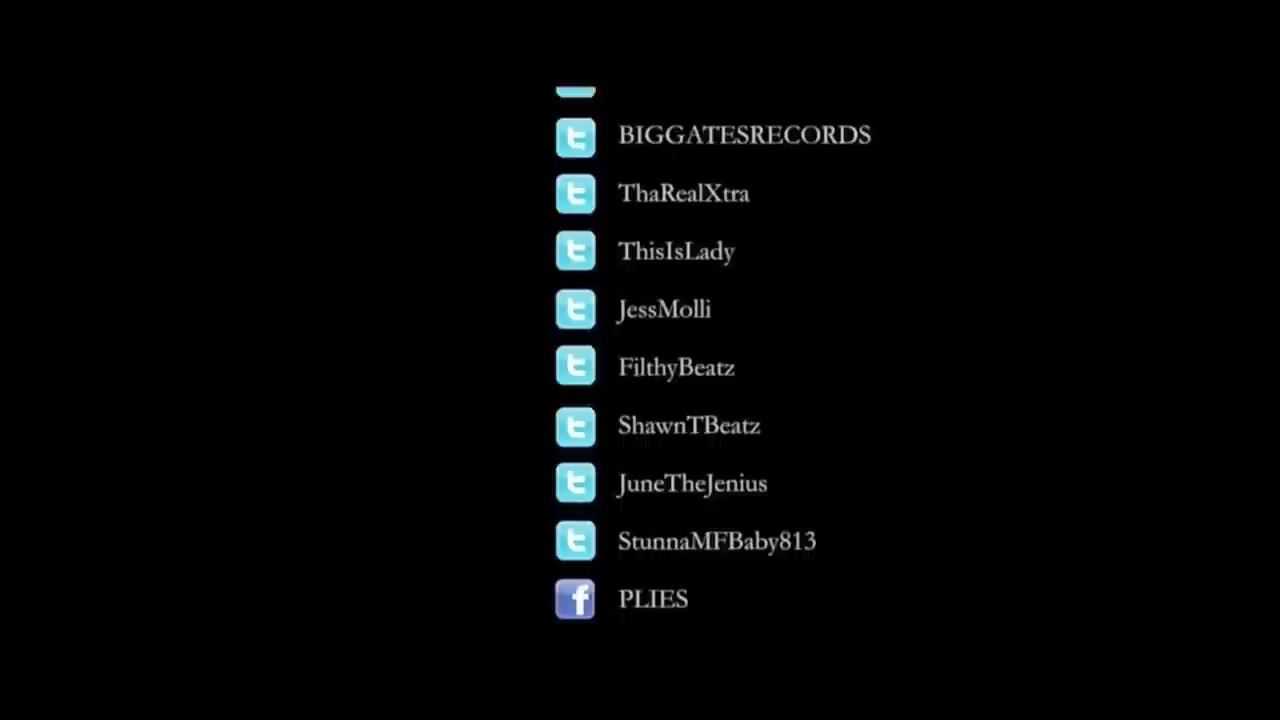 BIGGATESRECORDS
ThaRealXtra
ThisIsLady
JessMolli
FilthyBeatz
ShawnTBeatz
JuneTheJenius
StunnaMFBaby813
PLIES